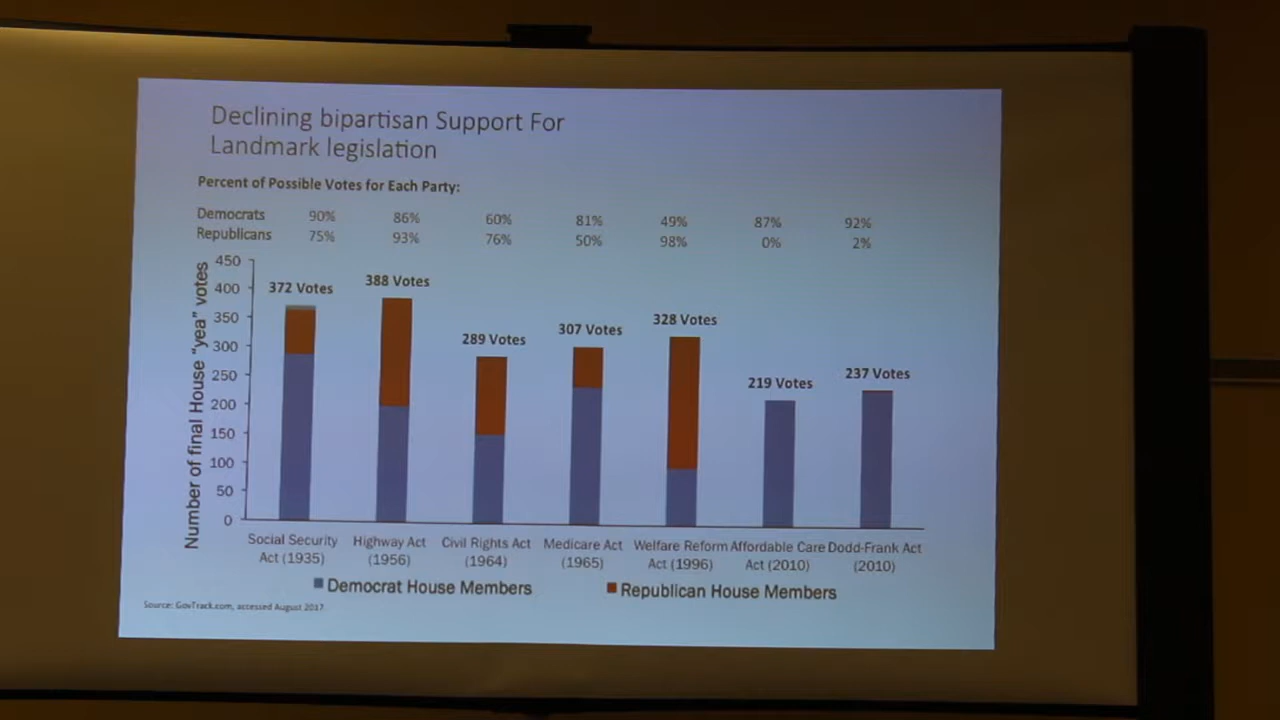 Declining bipartisan Support For
Landmark legislation
Percent of Possible Votes for Each Party:
Democrats 90% 86% 60% 81% 49% 87% 92%
Republicans 75% 93% 76% 50% 98% 0% 2%
Number of final House "yea" votes
450
400
350
300
250
200
150
100
50
0
372 Votes
388 Votes
289 Votes
307 Votes
328 Votes
219 Votes
237 Votes
Social Security
Act (1935)
Highway Act
(1956)
Civil Rights Act
(1964)
Medicare Act
(1965)
Welfare Reform
Act (1996)
Affordable Care
Act (2010)
Dodd-Frank Act
(2010)
Democrat House Members
Republican House Members
Source: GovTrack.com, accessed August 2017